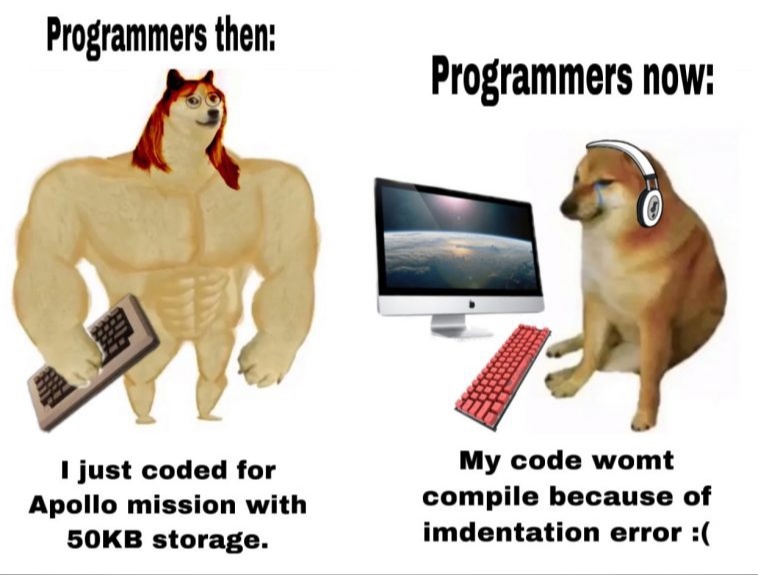 Programmers then:
Programmers now:
I just coded for
Apollo mission with
50KB storage.
My code womt
compile because of
imdentation error :(